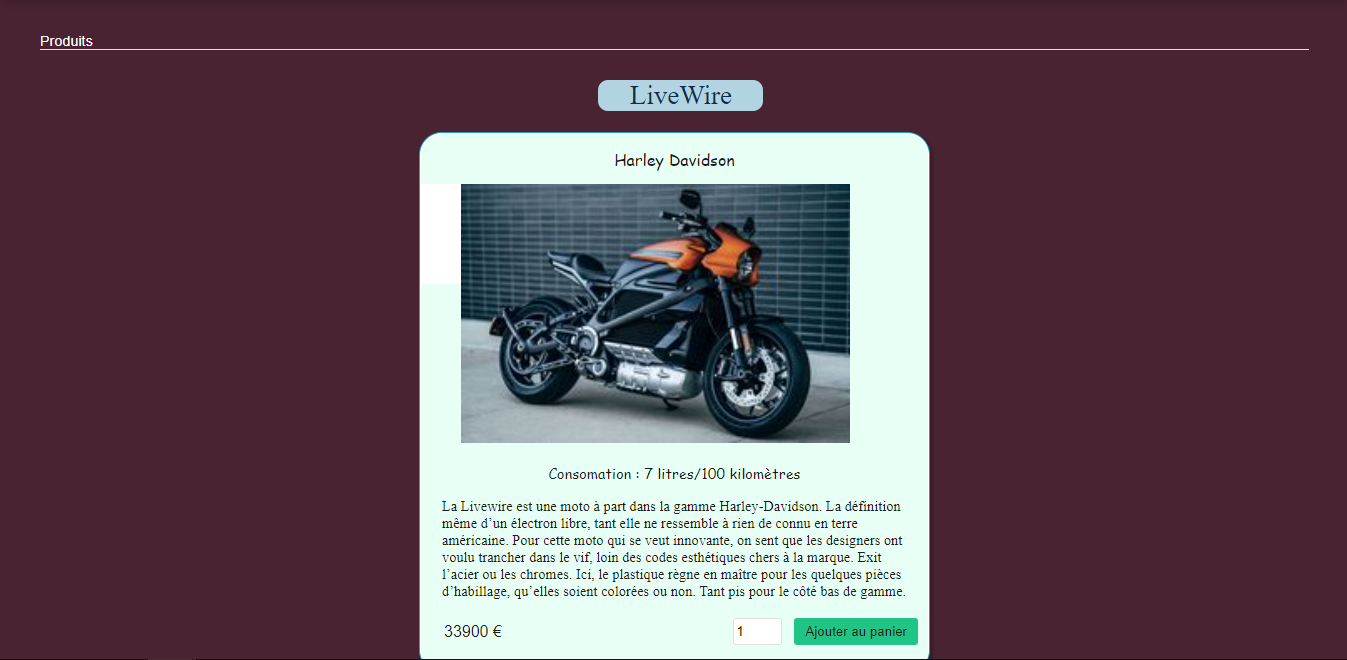 Produits
LiveWire
Harley Davidson
Consomation : 7 litres/100 kilomètres
La Livewire est une moto à part dans la gamme Harley-Davidson. La définition
même d’un électron libre, tant elle ne ressemble à rien de connu en terre
américaine. Pour cette moto qui se veut innovante, on sent que les designers ont
voulu trancher dans le vif, loin des codes esthétiques chers à la marque. Exit
l’acier ou les chromes. Ici, le plastique règne en maître pour les quelques pièces
d’habillage, qu’elles soient colorées ou non. Tant pis pour le côté bas de gamme.
33900 € 1 Ajouter au panier